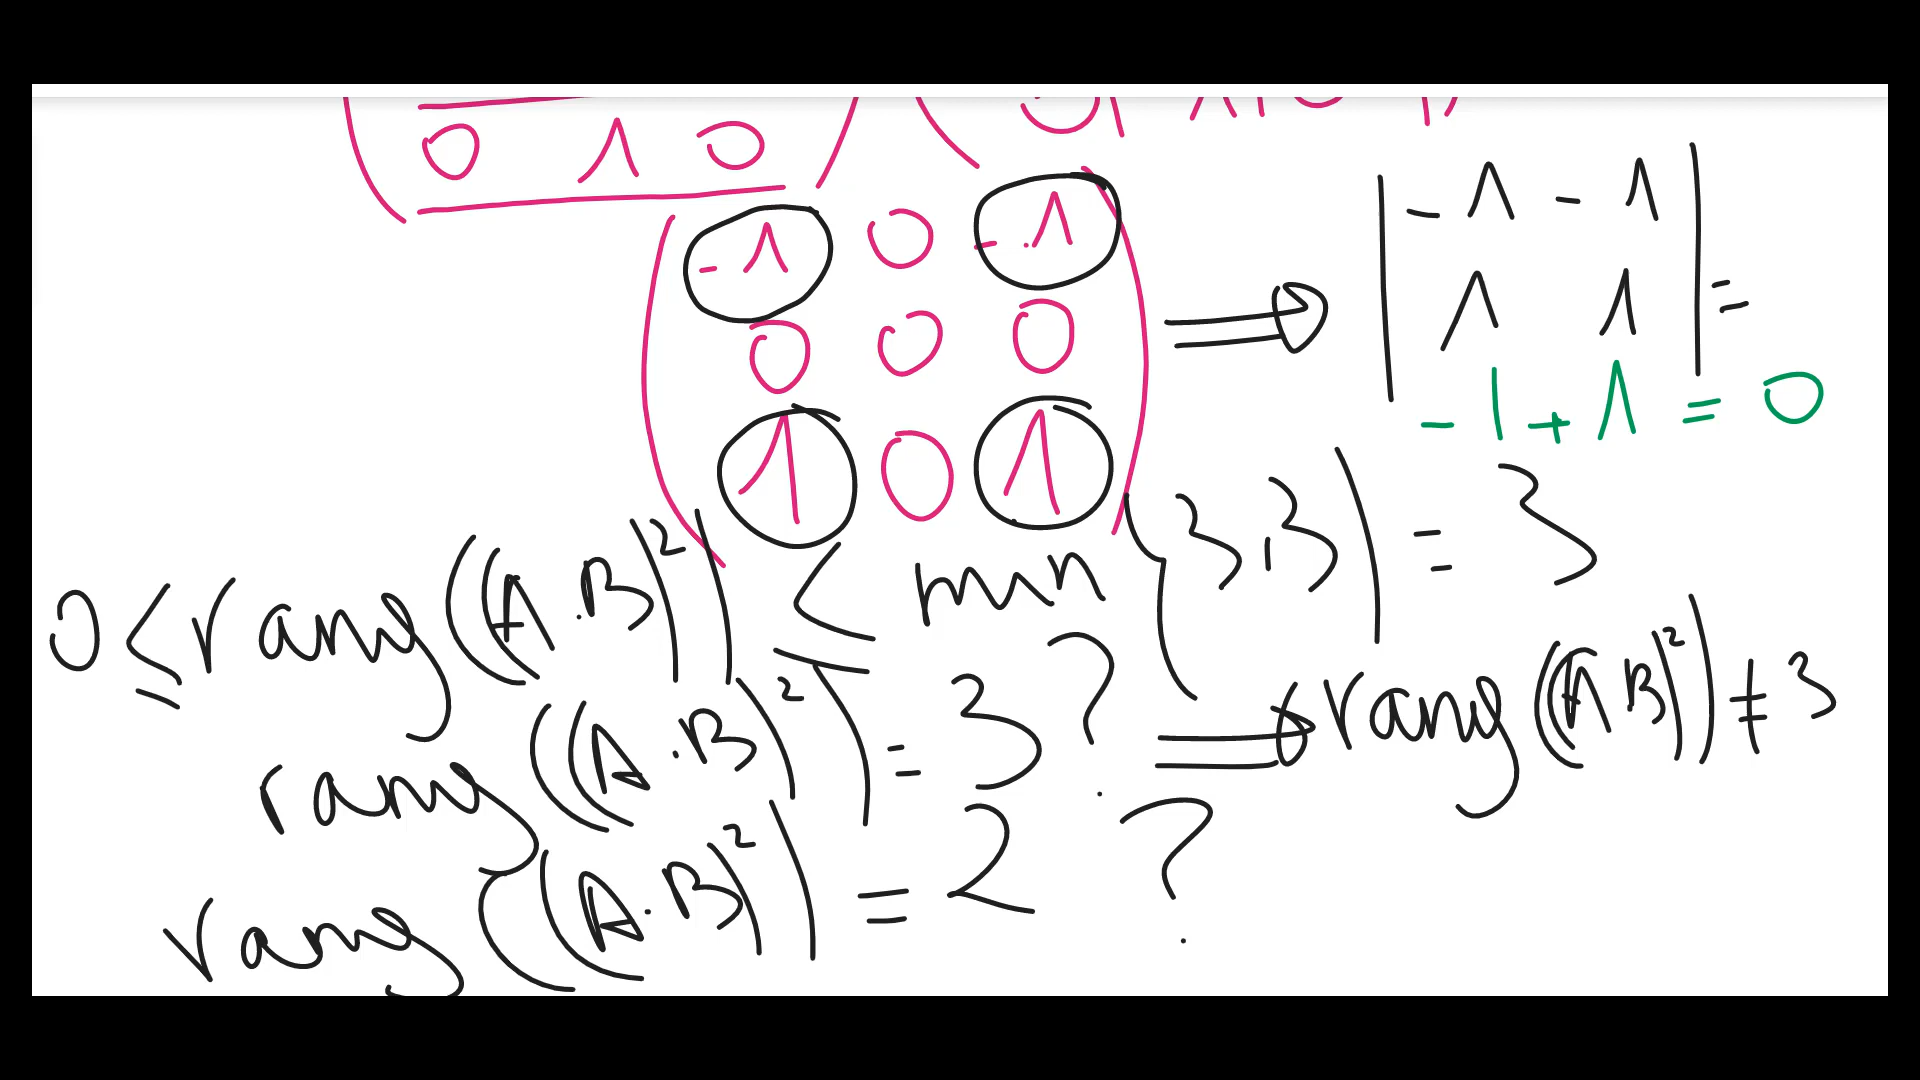 0 1 0
-1 0 -1
0 0 0
1 0 1
⇒ |-1 -1|
|1 1| =
-1+1=0
0 ≤ rang((A.B)²) ≤ min{3,3} = 3
rang((A.B)²) = 3 ? ⇒ rang((AB)²) ≠ 3
rang((A.B)²) = 2 ?